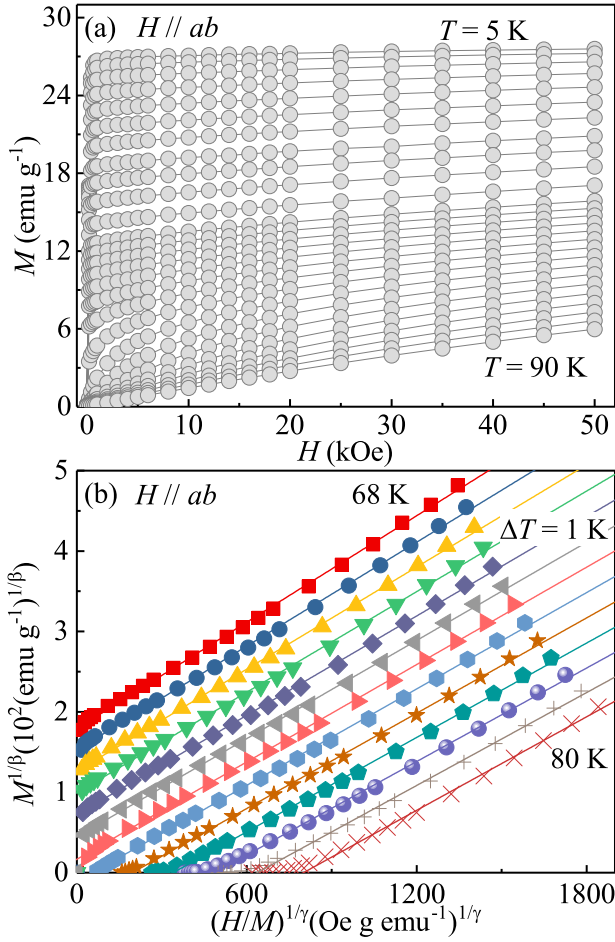 (a) H // ab
T = 5 K
30
24
18
12
6
0
M (emu g⁻¹)
T = 90 K
0 10 20 30 40 50
H (kOe)
(b) H // ab
68 K
ΔT = 1 K
5
4
3
2
1
0
M^{1/β}(10²(emu g⁻¹)^{1/β})
80 K
0 600 1200 1800
(H/M)^{1/γ}(Oe g emu⁻¹)^{1/γ}